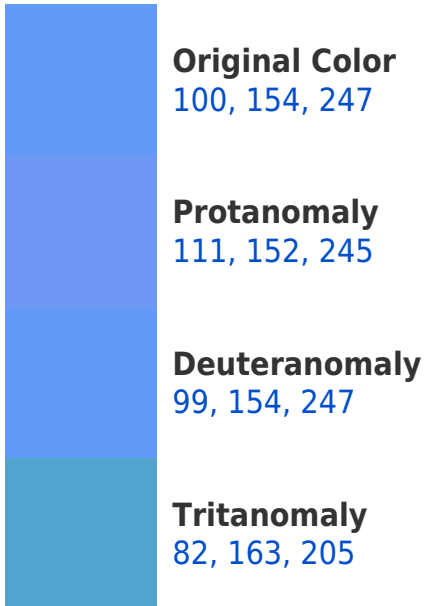 Original Color
100, 154, 247
Protanomaly
111, 152, 245
Deuteranomaly
99, 154, 247
Tritanomaly
82, 163, 205